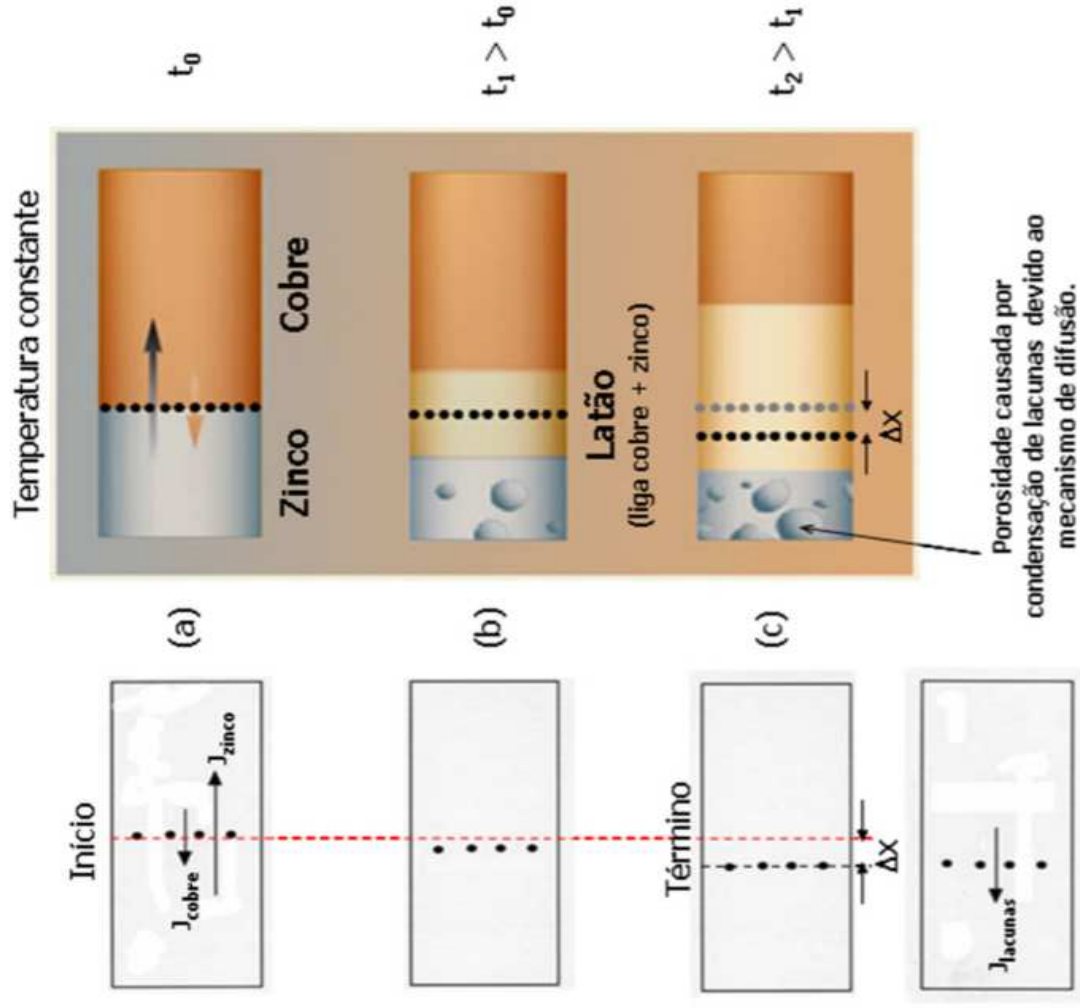 Início
J_cobre
J_zinco
Término
ΔX
J_lacunas
(a)
(b)
(c)
Temperatura constante
Zinco
Cobre
Latão
(liga cobre + zinco)
ΔX
t₀
t₁ > t₀
t₂ > t₁
Porosidade causada por
condensação de lacunas devido ao
mecanismo de difusão.